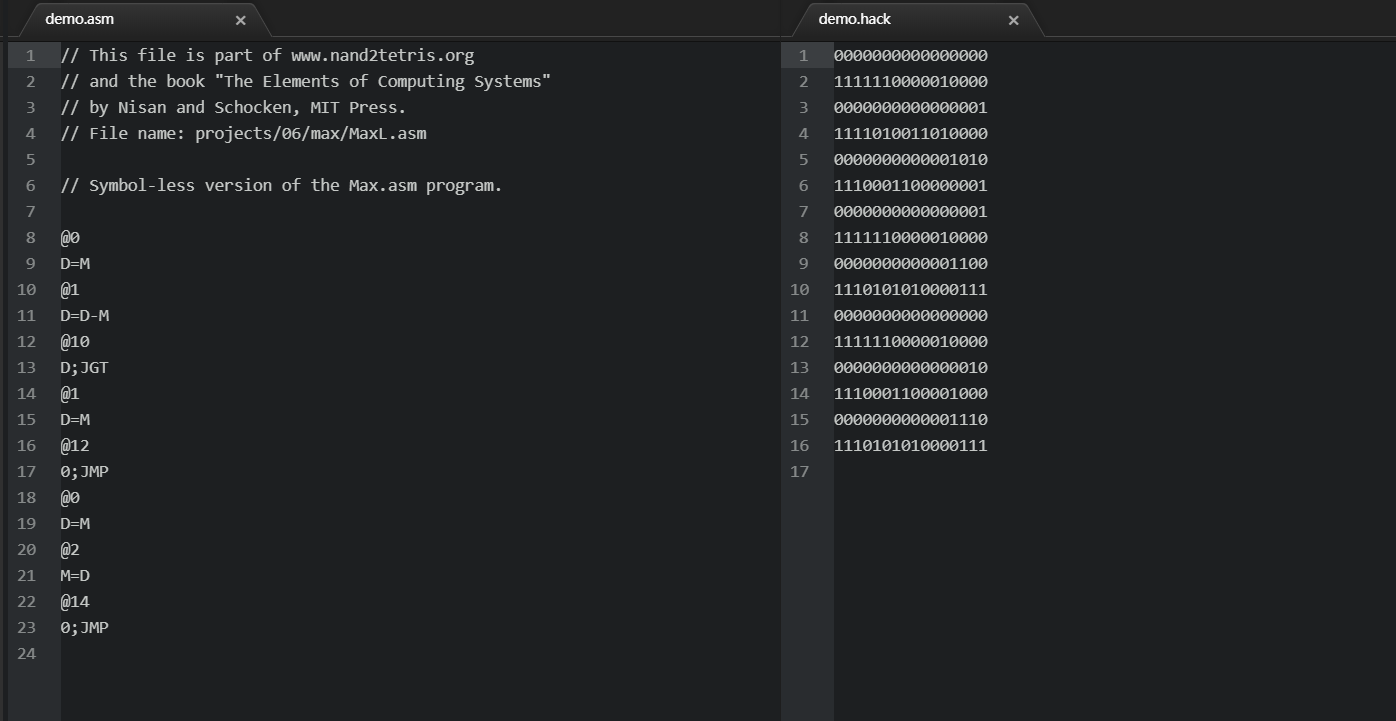 demo.asm
1 // This file is part of www.nand2tetris.org
2 // and the book "The Elements of Computing Systems"
3 // by Nisan and Schocken, MIT Press.
4 // File name: projects/06/max/MaxL.asm
5
6 // Symbol-less version of the Max.asm program.
7
8 @0
9 D=M
10 @1
11 D=D-M
12 @10
13 D;JGT
14 @1
15 D=M
16 @12
17 0;JMP
18 @0
19 D=M
20 @2
21 M=D
22 @14
23 0;JMP
24
demo.hack
1 0000000000000000
2 1111110000010000
3 0000000000000001
4 1111010011010000
5 0000000000001010
6 1110001100000001
7 0000000000000001
8 1111110000010000
9 0000000000001100
10 1110101010000111
11 0000000000000000
12 1111110000010000
13 0000000000000010
14 1110001100001000
15 0000000000001110
16 1110101010000111
17